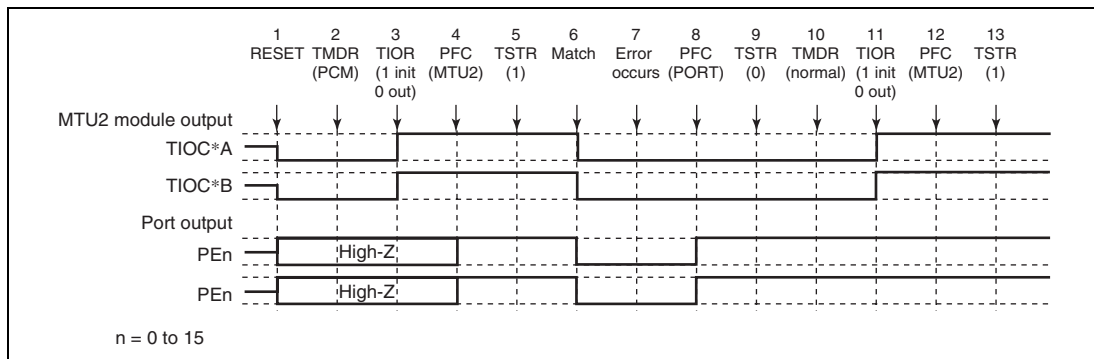 1 2 3 4 5 6 7 8 9 10 11 12 13
RESET TMDR TIOR PFC TSTR Match Error PFC TSTR TMDR TIOR PFC TSTR
(PCM) (1 init (MTU2) (1) occurs (PORT) (0) (normal) (1 init (MTU2) (1)
0 out) 0 out)
MTU2 module output
TIOC*A
TIOC*B
Port output
PEn High-Z
PEn High-Z
n = 0 to 15